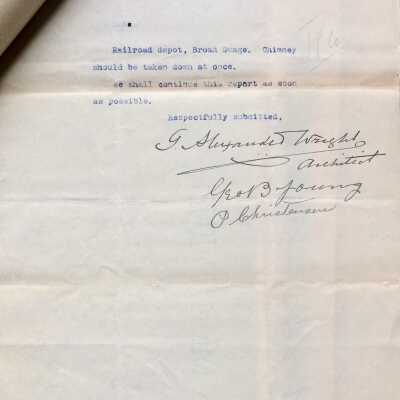 Railroad depot, Broad Guage. Chimney
should be taken down at once.
We shall continue this report as soon
as possible.
Respectfully submitted,
G. Alexander Wright
Architect
Geo B Young
P Christensen